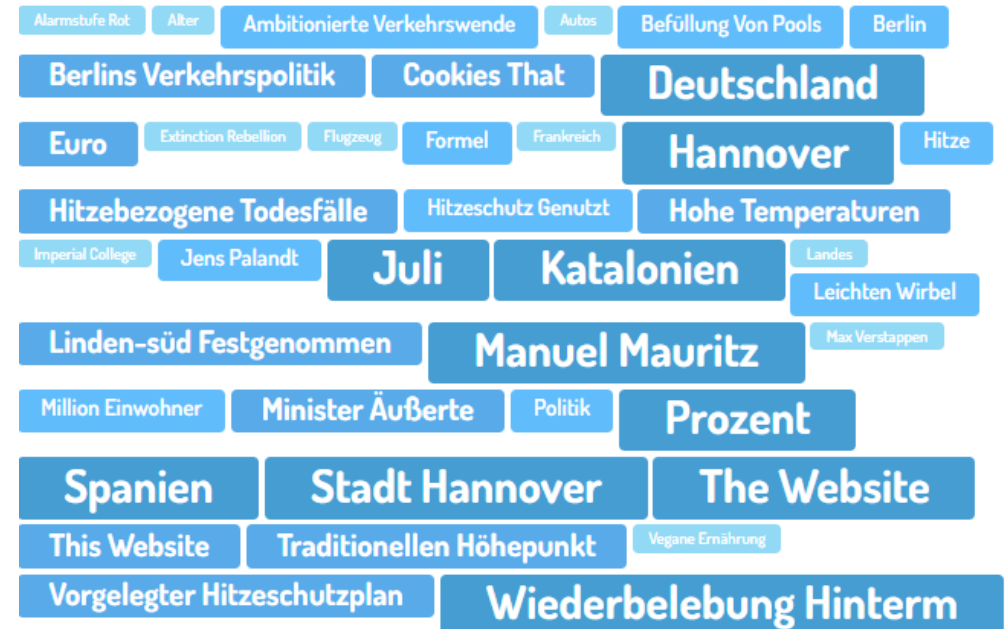 Alarmstufe Rot Alter Ambitionierte Verkehrswende Autos Befüllung Von Pools Berlin
Berlins Verkehrspolitik Cookies That Deutschland
Euro Extinction Rebellion Flugzeug Formel Frankreich Hannover Hitze
Hitzebezogene Todesfälle Hitzeschutz Genutzt Hohe Temperaturen
Imperial College Jens Palandt Juli Katalonien Landes
Leichten Wirbel
Linden-süd Festgenommen Manuel Mauritz Max Verstappen
Million Einwohner Minister Äußerte Politik Prozent
Spanien Stadt Hannover The Website
This Website Traditionellen Höhepunkt Vegane Ernährung
Vorgelegter Hitzeschutzplan Wiederbelebung Hinterm